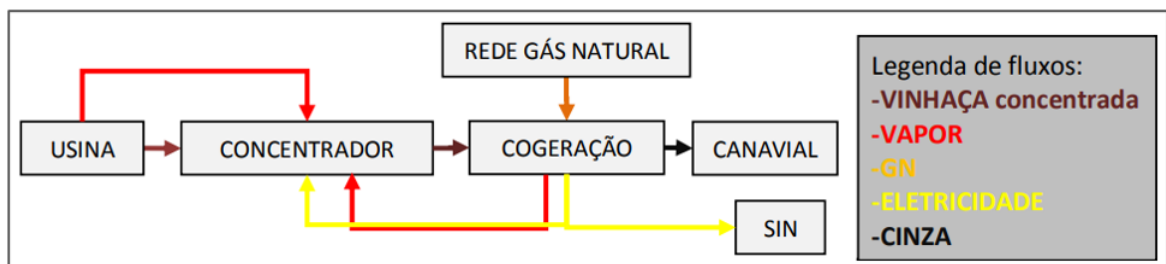 REDE GÁS NATURAL
USINA
CONCENTRADOR
COGERAÇÃO
CANAVIAL
SIN
Legenda de fluxos:
-VINHAÇA concentrada
-VAPOR
-GN
-ELETRICIDADE
-CINZA